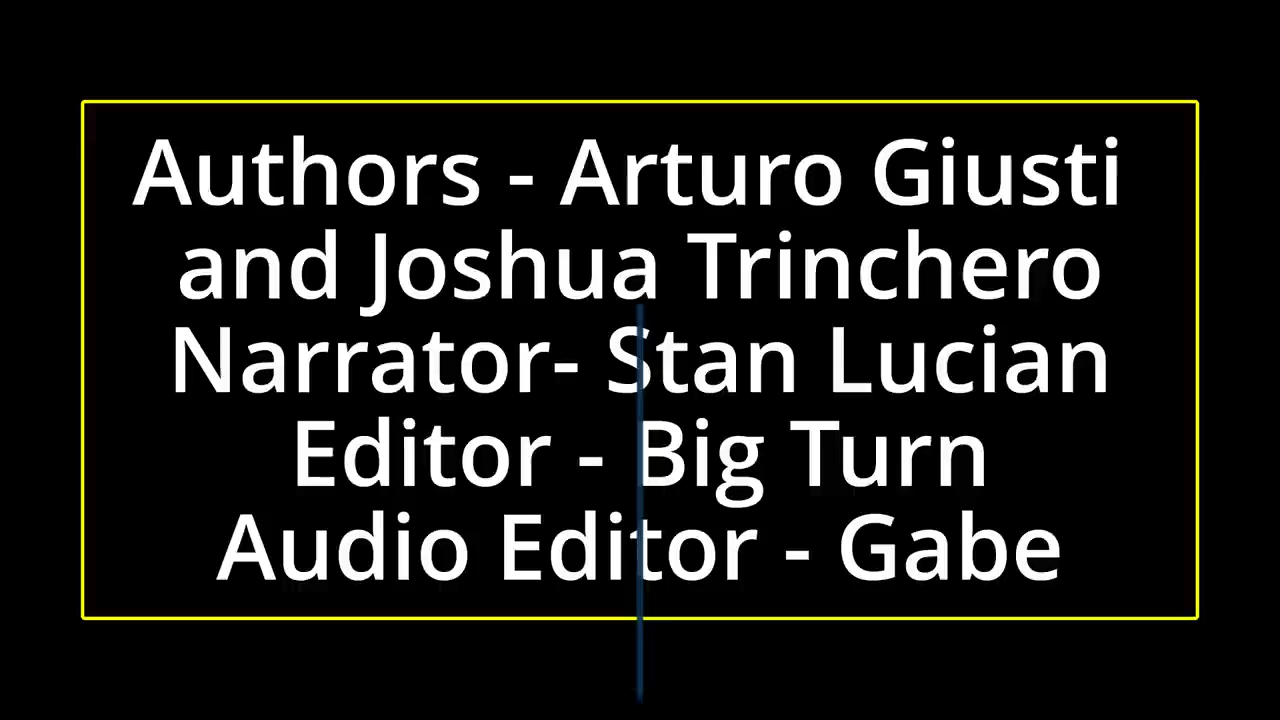 Authors - Arturo Giusti
and Joshua Trinchero
Narrator- Stan Lucian
Editor - Big Turn
Audio Editor - Gabe